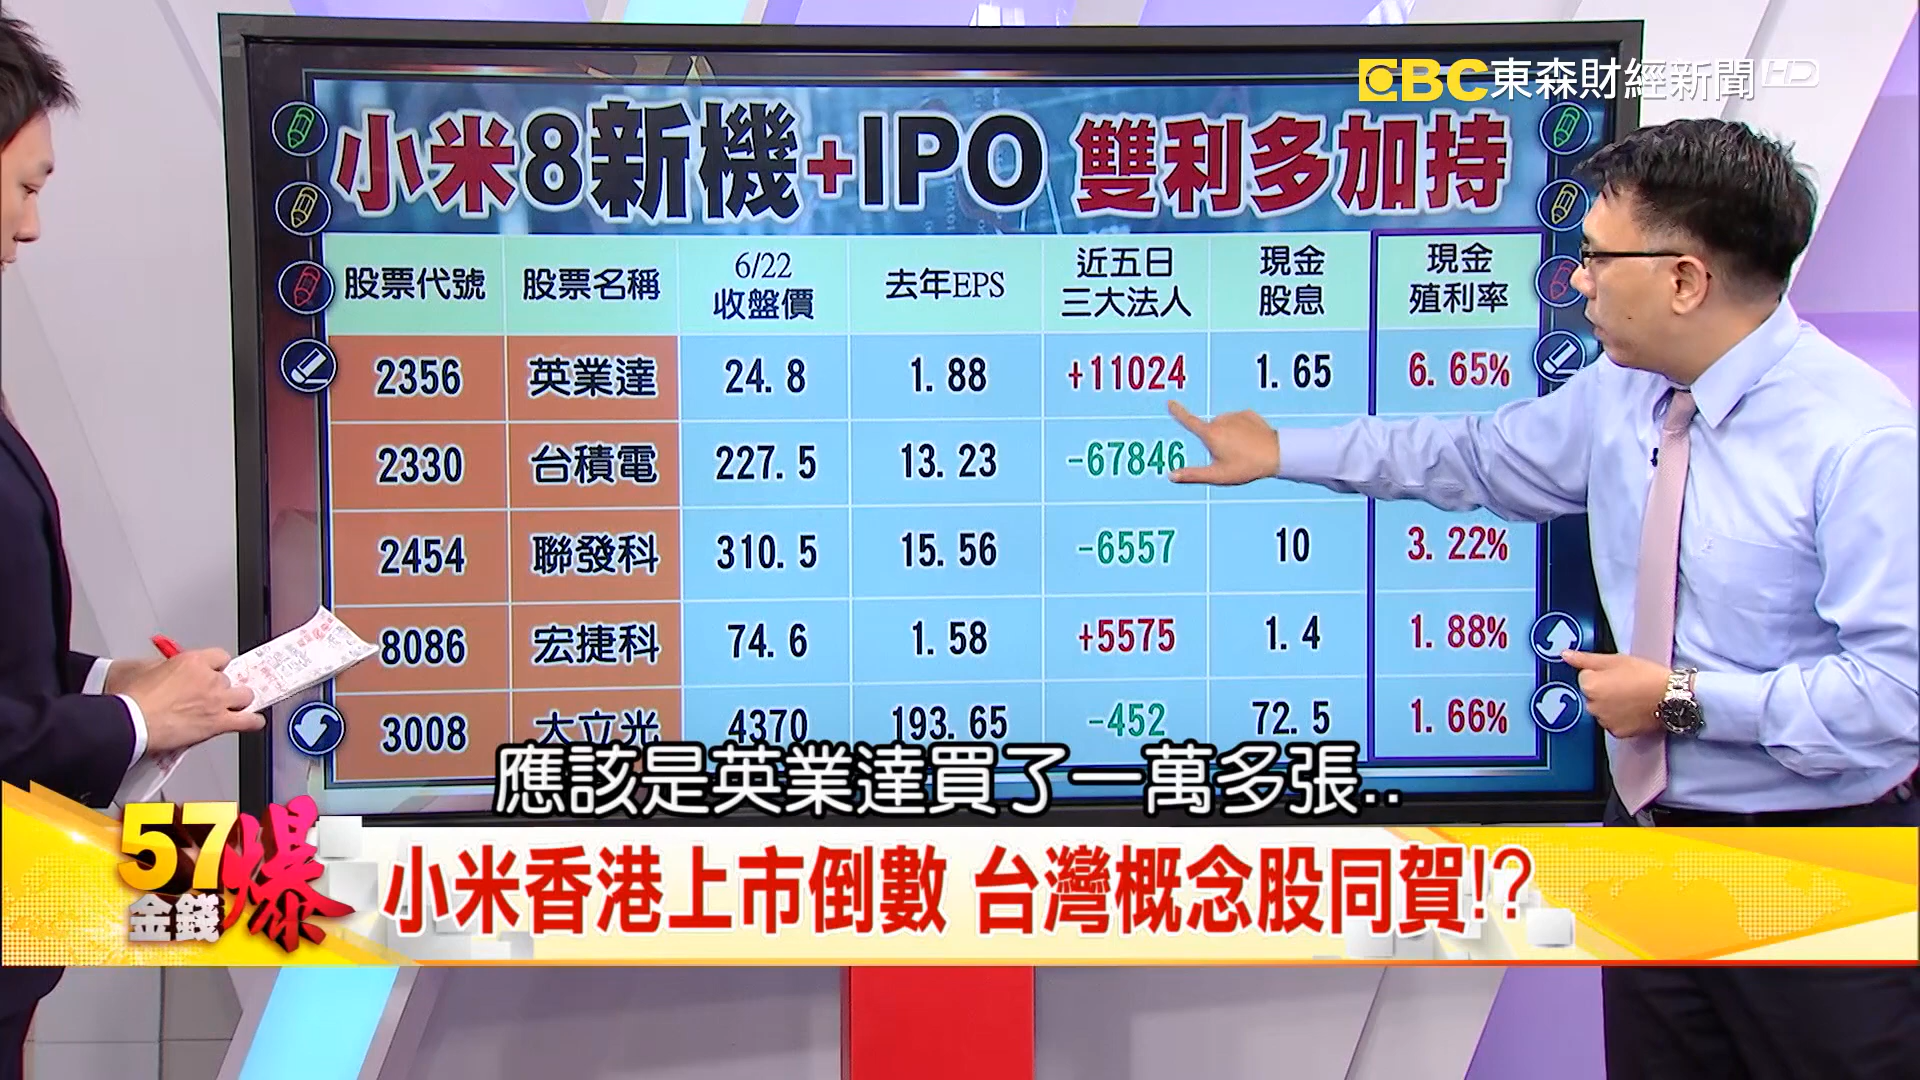 EBC東森財經新聞HD
小米8新機+IPO 雙利多加持
股票代號 股票名稱 6/22收盤價 去年EPS 近五日三大法人 現金股息 現金殖利率
2356 英業達 24.8 1.88 +11024 1.65 6.65%
2330 台積電 227.5 13.23 -67846
2454 聯發科 310.5 15.56 -6557 10 3.22%
8086 宏捷科 74.6 1.58 +5575 1.4 1.88%
3008 大立光 4370 193.65 -452 72.5 1.66%
應該是英業達買了一萬多張..
57金錢爆
小米香港上市倒數 台灣概念股同賀!?